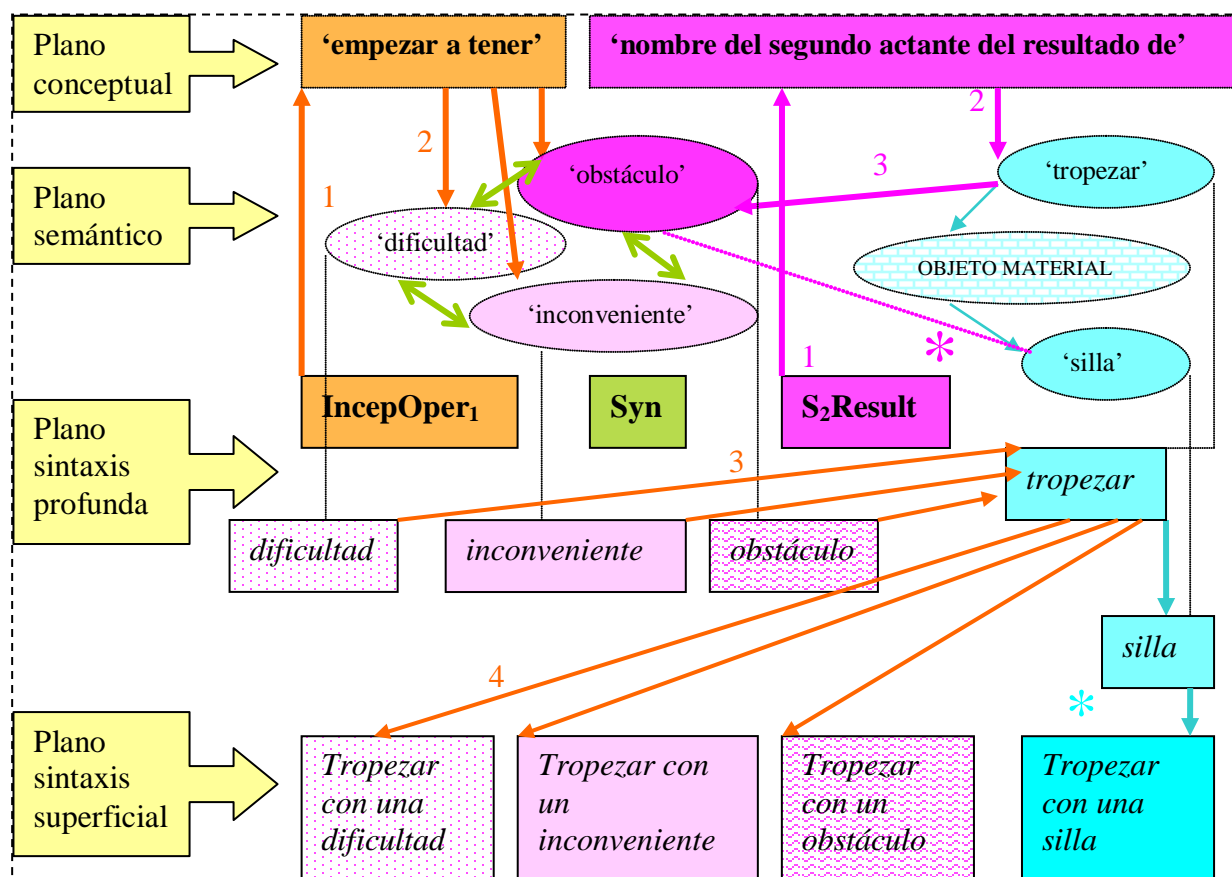 Plano
conceptual
‘empezar a tener’
‘nombre del segundo actante del resultado de’
1
2
2
3
1
Plano
semántico
‘obstáculo’
‘tropezar’
‘dificultad’
OBJETO MATERIAL
‘inconveniente’
*
‘silla’
Plano
sintaxis
profunda
IncepOper₁
Syn
S₂Result
3
tropezar
dificultad
inconveniente
obstáculo
silla
4
*
Plano
sintaxis
superficial
Tropezar
con una
dificultad
Tropezar con
un
inconveniente
Tropezar
con un
obstáculo
Tropezar
con una
silla